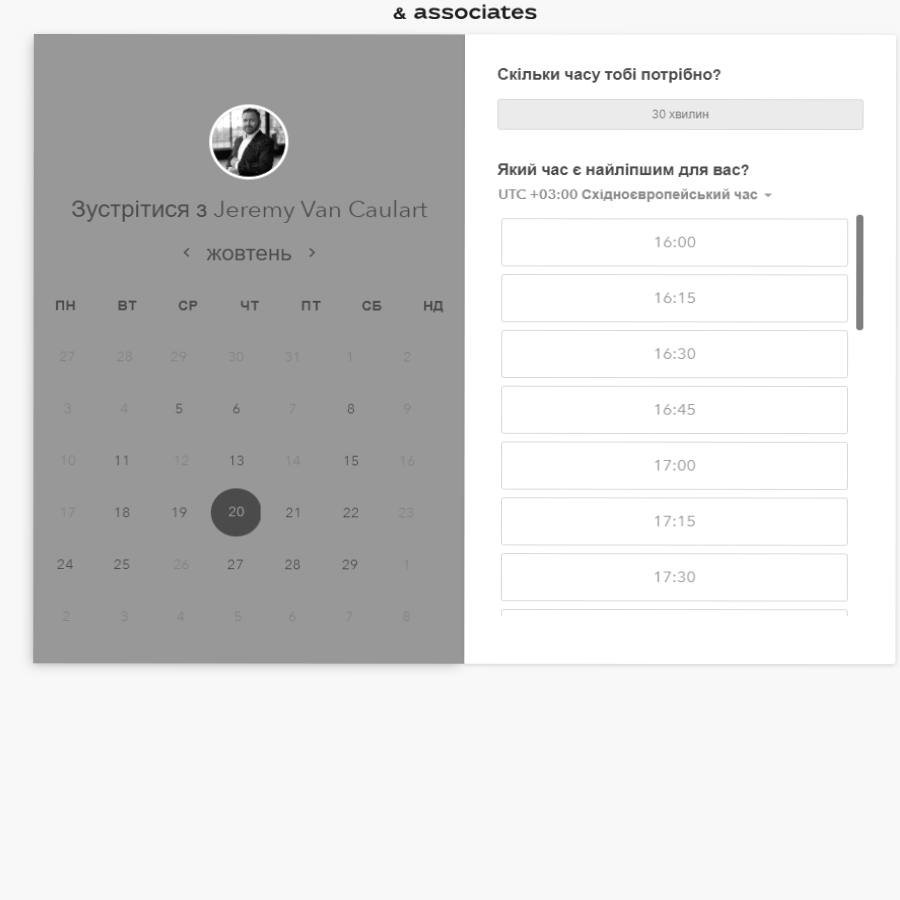 & associates
Зустрітися з Jeremy Van Caulart
жовтень
ПН ВТ СР ЧТ ПТ СБ НД
27 28 29 30 31 1 2
3 4 5 6 7 8 9
10 11 12 13 14 15 16
17 18 19 20 21 22 23
24 25 26 27 28 29 1
2 3 4 5 6 7 8
Скільки часу тобі потрібно?
30 хвилин
Який час є найліпшим для вас?
UTC +03:00 Східноєвропейський час
16:00
16:15
16:30
16:45
17:00
17:15
17:30